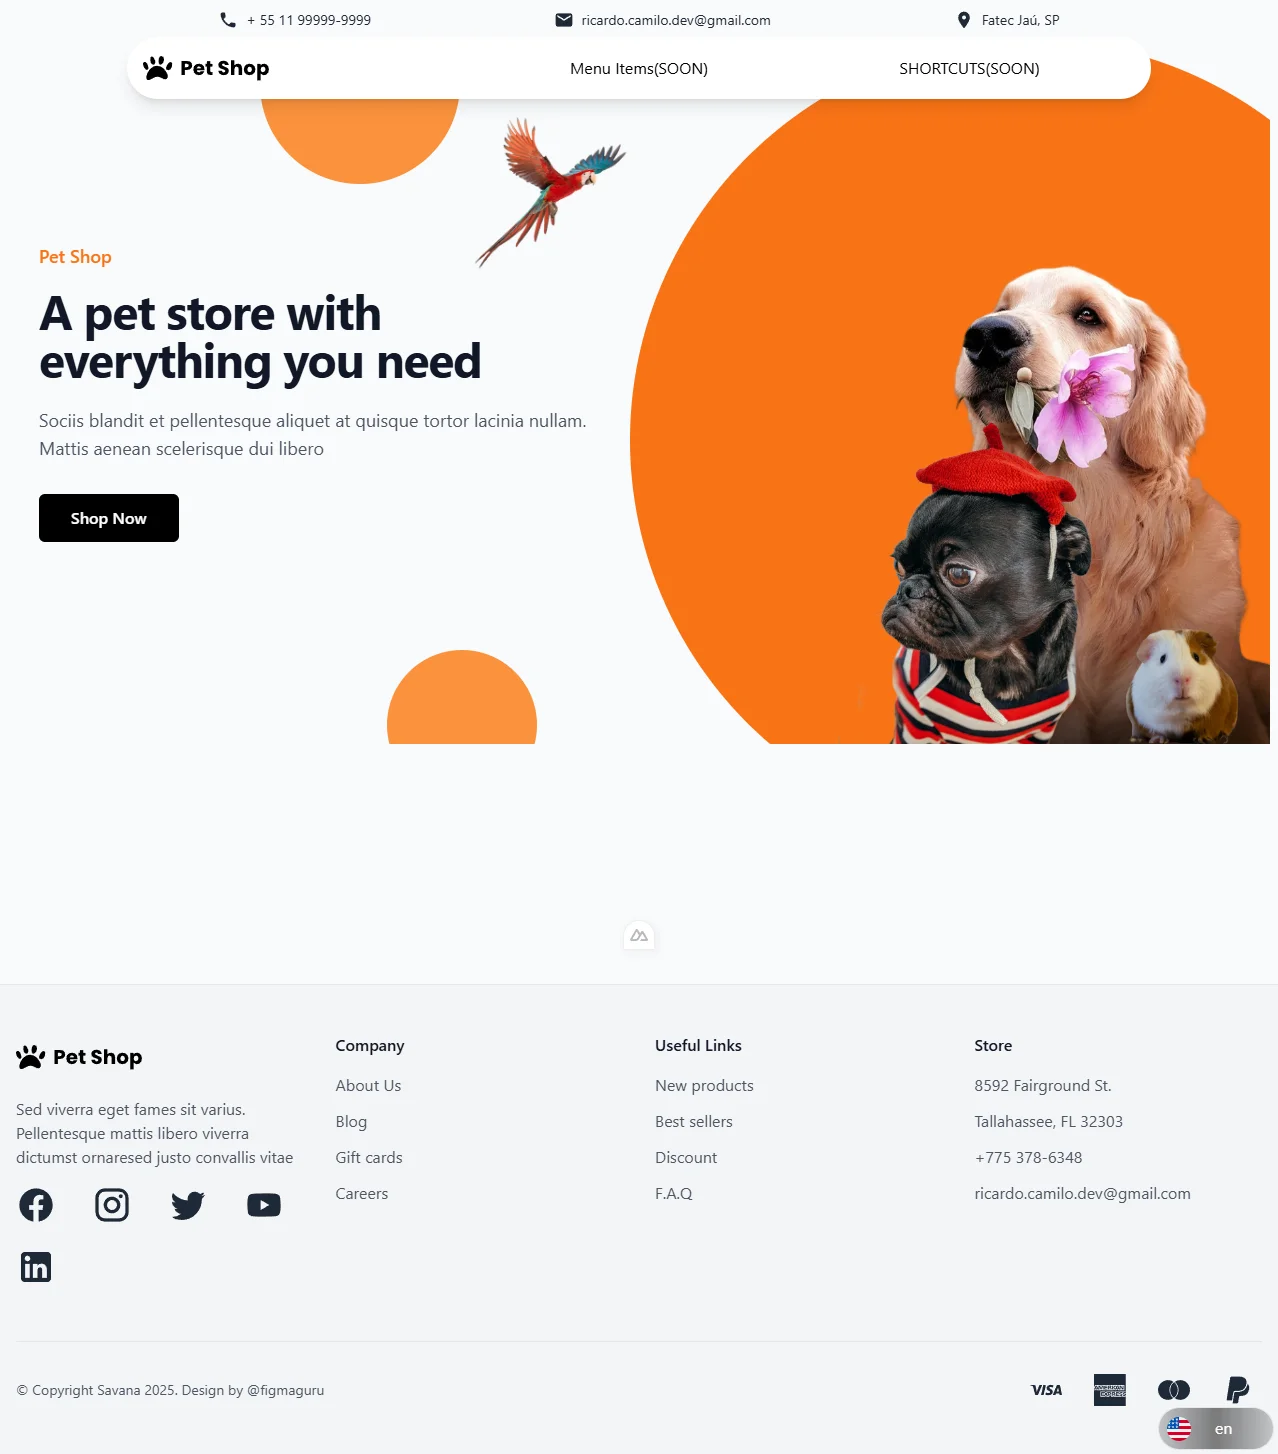 + 55 11 99999-9999
ricardo.camilo.dev@gmail.com
Fatec Jaú, SP
Pet Shop
Menu Items(SOON)
SHORTCUTS(SOON)
Pet Shop
A pet store with
everything you need
Sociis blandit et pellentesque aliquet at quisque tortor lacinia nullam.
Mattis aenean scelerisque dui libero
Shop Now
Pet Shop
Sed viverra eget fames sit varius.
Pellentesque mattis libero viverra
dictumst ornaresed justo convallis vitae
Company
About Us
Blog
Gift cards
Careers
Useful Links
New products
Best sellers
Discount
F.A.Q
Store
8592 Fairground St.
Tallahassee, FL 32303
+775 378-6348
ricardo.camilo.dev@gmail.com
© Copyright Savana 2025. Design by @figmaguru
VISA
AMERICAN
EXPRESS
en